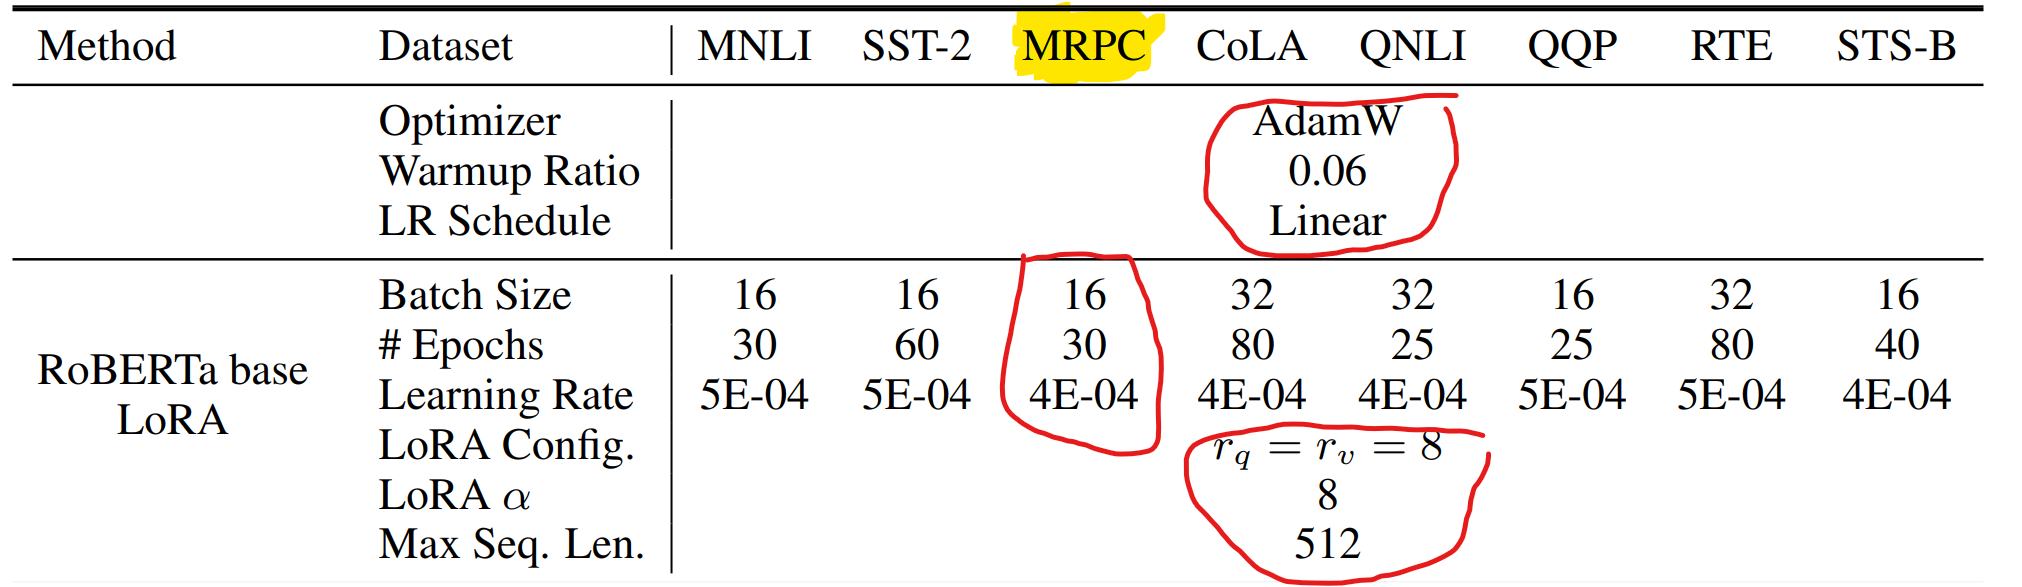 Method Dataset MNLI SST-2 MRPC CoLA QNLI QQP RTE STS-B
Optimizer AdamW
Warmup Ratio 0.06
LR Schedule Linear
Batch Size 16 16 16 32 32 16 32 16
# Epochs 30 60 30 80 25 25 80 40
RoBERTa base
Learning Rate 5E-04 5E-04 4E-04 4E-04 4E-04 5E-04 5E-04 4E-04
LoRA
LoRA Config. r_q = r_v = 8
LoRA α 8
Max Seq. Len. 512